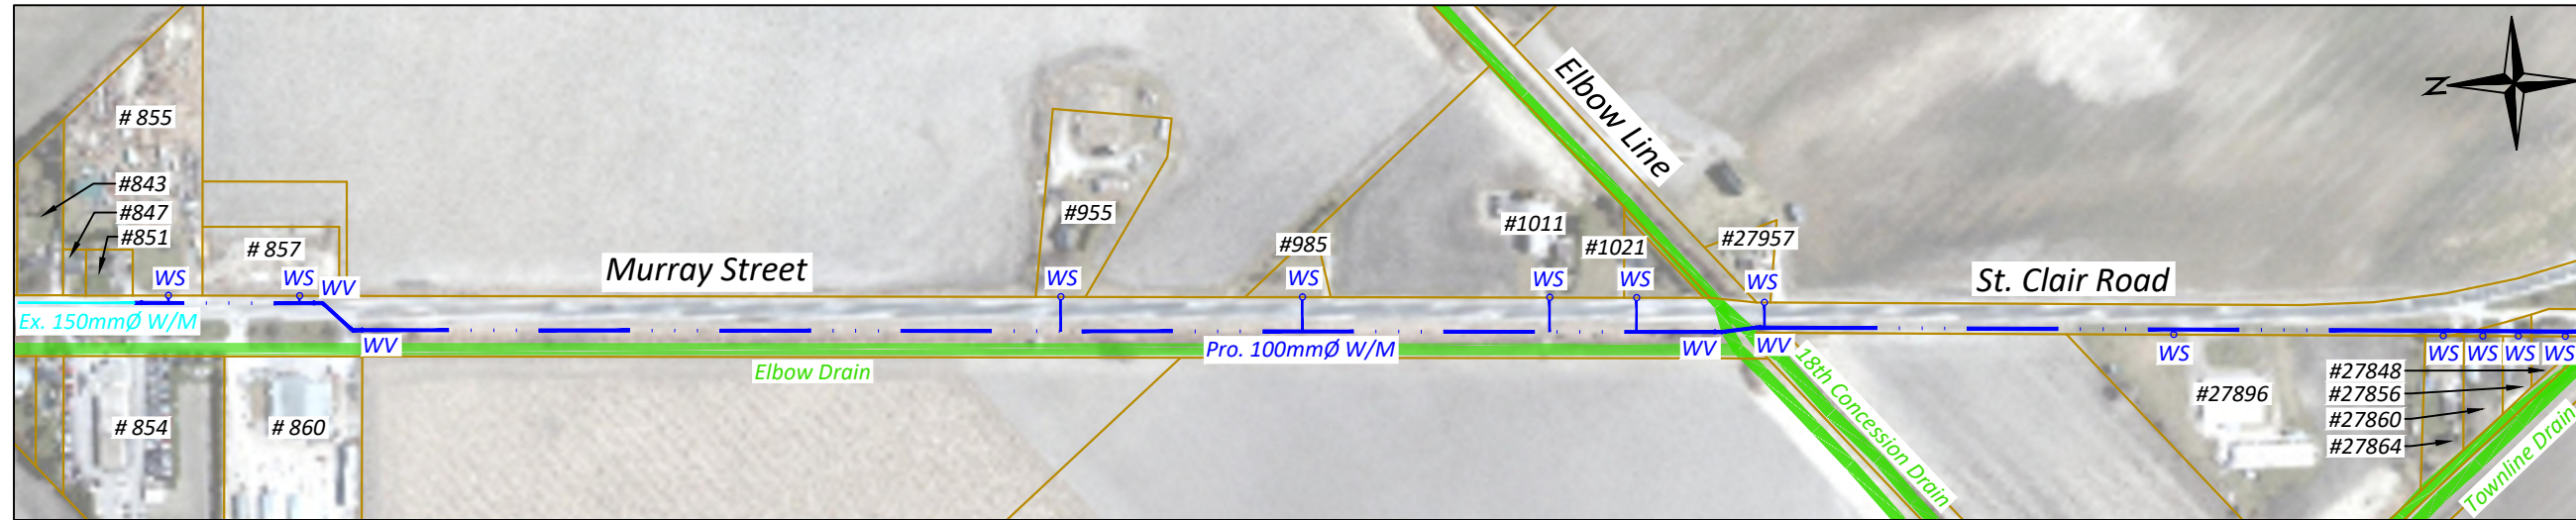 # 855
#843
#847
#851
# 857
WS
WS
WV
Murray Street
Ex. 150mmØ W/M
WV
Elbow Drain
# 854
# 860
#955
WS
#985
WS
Pro. 100mmØ W/M
#1011
WS
#1021
WS
Elbow Line
#27957
WS
WV
WV
18th Concession Drain
St. Clair Road
N
WS
#27896
WS
WS
WS
WS
#27848
#27856
#27860
#27864
Townline Drain